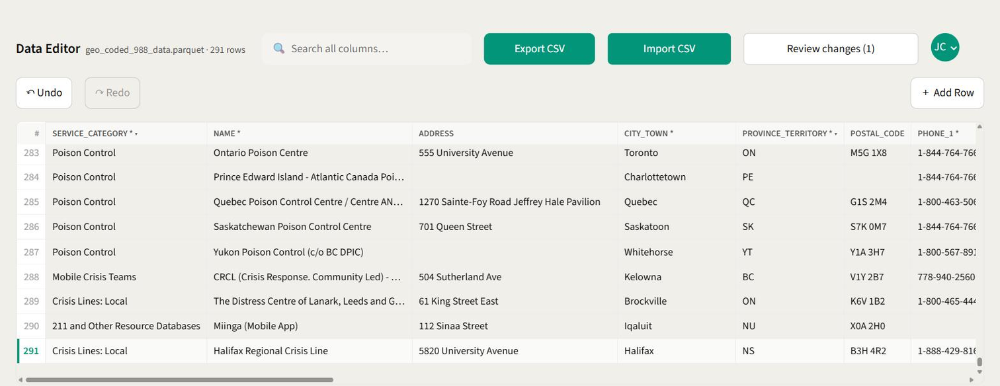 Data Editor geo_coded_988_data.parquet · 291 rows Search all columns… Export CSV Import CSV Review changes (1) JC
Undo Redo + Add Row
# SERVICE_CATEGORY * NAME * ADDRESS CITY_TOWN * PROVINCE_TERRITORY * POSTAL_CODE PHONE_1 *
283 Poison Control Ontario Poison Centre 555 University Avenue Toronto ON M5G 1X8 1-844-764-766
284 Poison Control Prince Edward Island - Atlantic Canada Poi… Charlottetown PE 1-844-764-766
285 Poison Control Quebec Poison Control Centre / Centre AN… 1270 Sainte-Foy Road Jeffrey Hale Pavilion Quebec QC G1S 2M4 1-800-463-506
286 Poison Control Saskatchewan Poison Control Centre 701 Queen Street Saskatoon SK S7K 0M7 1-844-764-766
287 Poison Control Yukon Poison Control (c/o BC DPIC) Whitehorse YT Y1A 3H7 1-800-567-891
288 Mobile Crisis Teams CRCL (Crisis Response. Community Led) - … 504 Sutherland Ave Kelowna BC V1Y 2B7 778-940-2560
289 Crisis Lines: Local The Distress Centre of Lanark, Leeds and G… 61 King Street East Brockville ON K6V 1B2 1-800-465-444
290 211 and Other Resource Databases Miinga (Mobile App) 112 Sinaa Street Iqaluit NU X0A 2H0
291 Crisis Lines: Local Halifax Regional Crisis Line 5820 University Avenue Halifax NS B3H 4R2 1-888-429-816